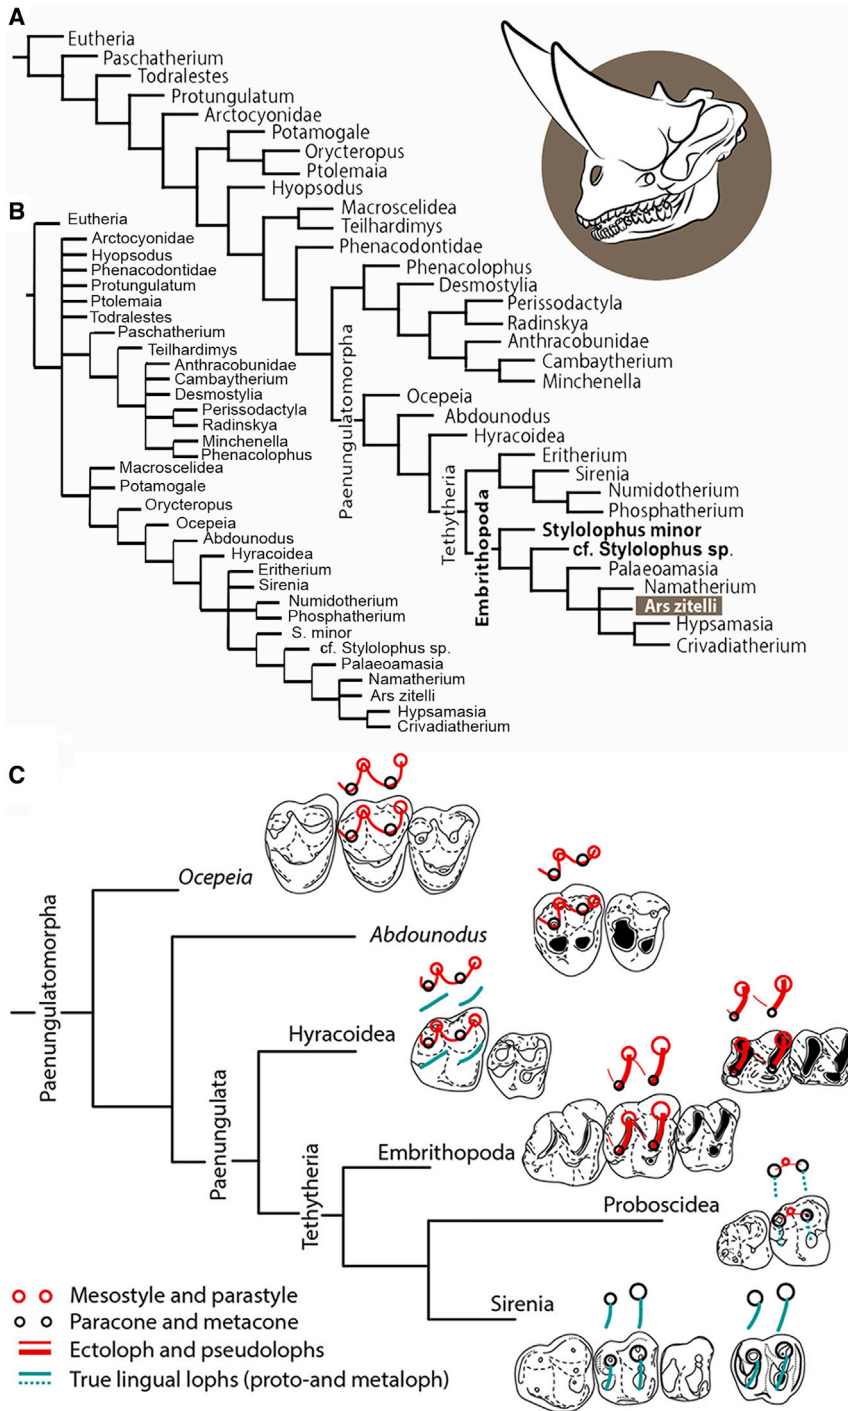 A
Eutheria
Paschatherium
Todralestes
Protungulatum
Arctocyonidae
Potamogale
Orycteropus
Ptolemaia
Hyopsodus
Macroscelidea
Teilhardimys
Phenacodontidae
Paenungulatomorpha
Phenacolophus
Desmostylia
Perissodactyla
Radinskya
Anthracobunidae
Cambaytherium
Minchenella
Ocepeia
Abdounodus
Hyracoidea
Tethytheria
Eritherium
Sirenia
Numidotherium
Phosphatherium
Embrithopoda
Stylolophus minor
cf. Stylolophus sp.
Palaeoamasia
Namatherium
Ars zitelli
Hypsamasia
Crivadiatherium
B
Eutheria
Arctocyonidae
Hyopsodus
Phenacodontidae
Protungulatum
Ptolemaia
Todralestes
Paschatherium
Teilhardimys
Anthracobunidae
Cambaytherium
Desmostylia
Perissodactyla
Radinskya
Minchenella
Phenacolophus
Macroscelidea
Potamogale
Orycteropus
Ocepeia
Abdounodus
Hyracoidea
Eritherium
Sirenia
Numidotherium
Phosphatherium
S. minor
cf. Stylolophus sp.
Palaeoamasia
Namatherium
Ars zitelli
Hypsamasia
Crivadiatherium
C
Paenungulatomorpha
Ocepeia
Abdounodus
Paenungulata
Hyracoidea
Tethytheria
Embrithopoda
Proboscidea
Sirenia
Mesostyle and parastyle
Paracone and metacone
Ectoloph and pseudolophs
True lingual lophs (proto-and metaloph)